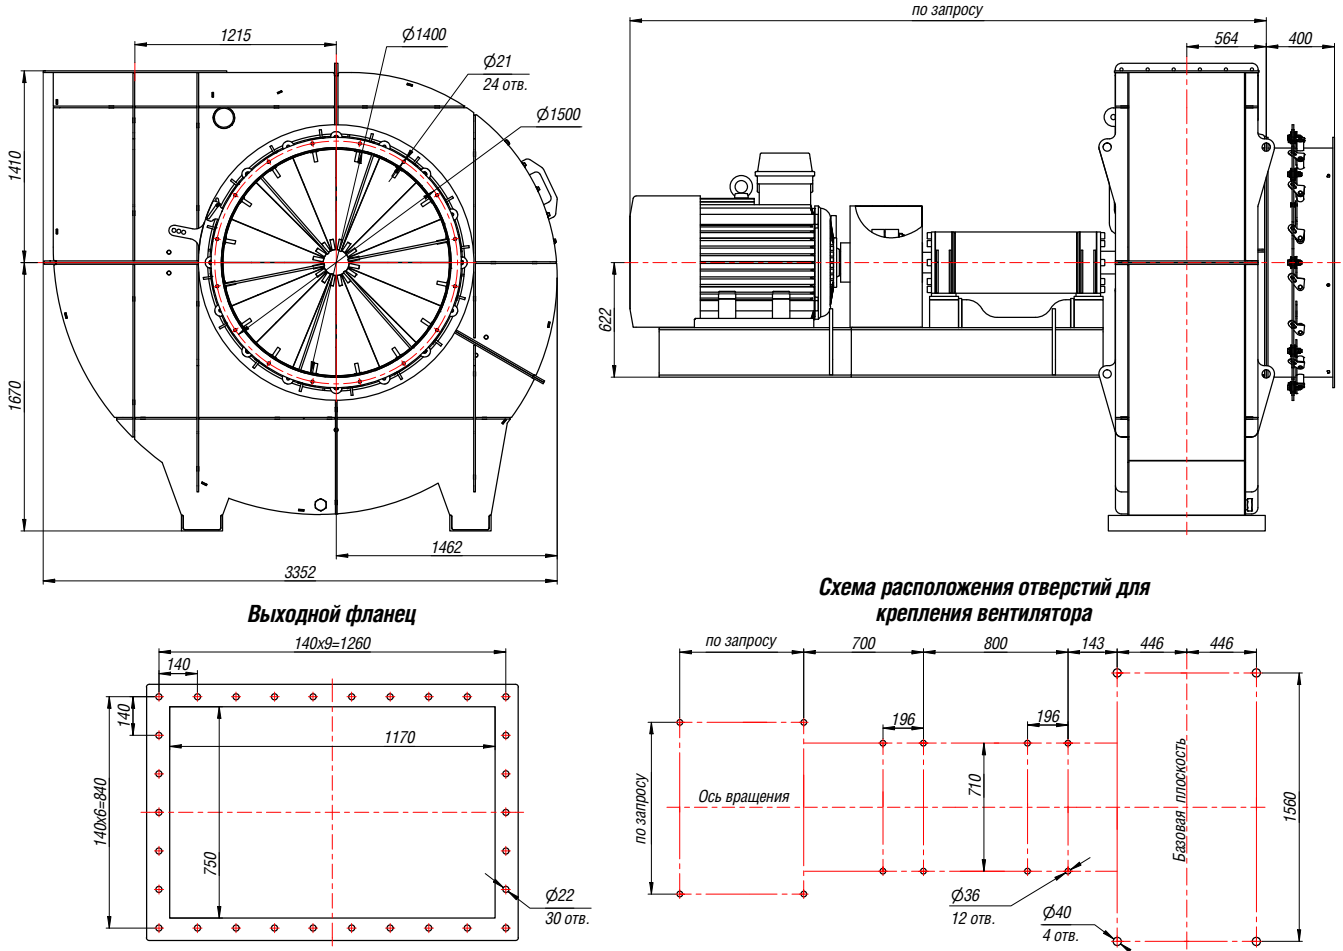 по запросу
1215
Ø1400
Ø21
24 отв.
Ø1500
564
400
1410
1670
622
1462
3352
Выходной фланец
Схема расположения отверстий для
крепления вентилятора
140х9=1260
140
140
1170
140х6=840
750
Ø22
30 отв.
по запросу
700
800
143
446
446
196
196
710
по запросу
Ось вращения
Базовая плоскость
1560
Ø36
12 отв.
Ø40
4 отв.